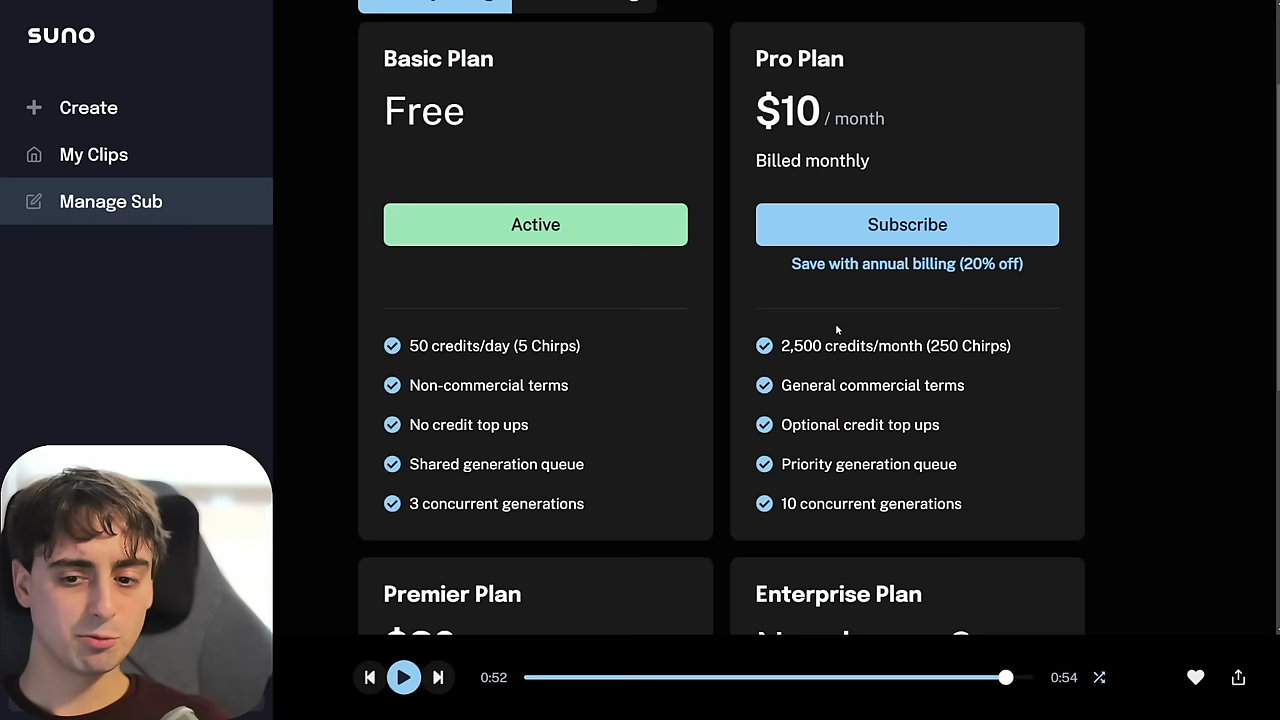 suno
Create
My Clips
Manage Sub
Basic Plan
Free
Active
50 credits/day (5 Chirps)
Non-commercial terms
No credit top ups
Shared generation queue
3 concurrent generations
Pro Plan
$10 / month
Billed monthly
Subscribe
Save with annual billing (20% off)
2,500 credits/month (250 Chirps)
General commercial terms
Optional credit top ups
Priority generation queue
10 concurrent generations
Premier Plan
Enterprise Plan
0:52
0:54